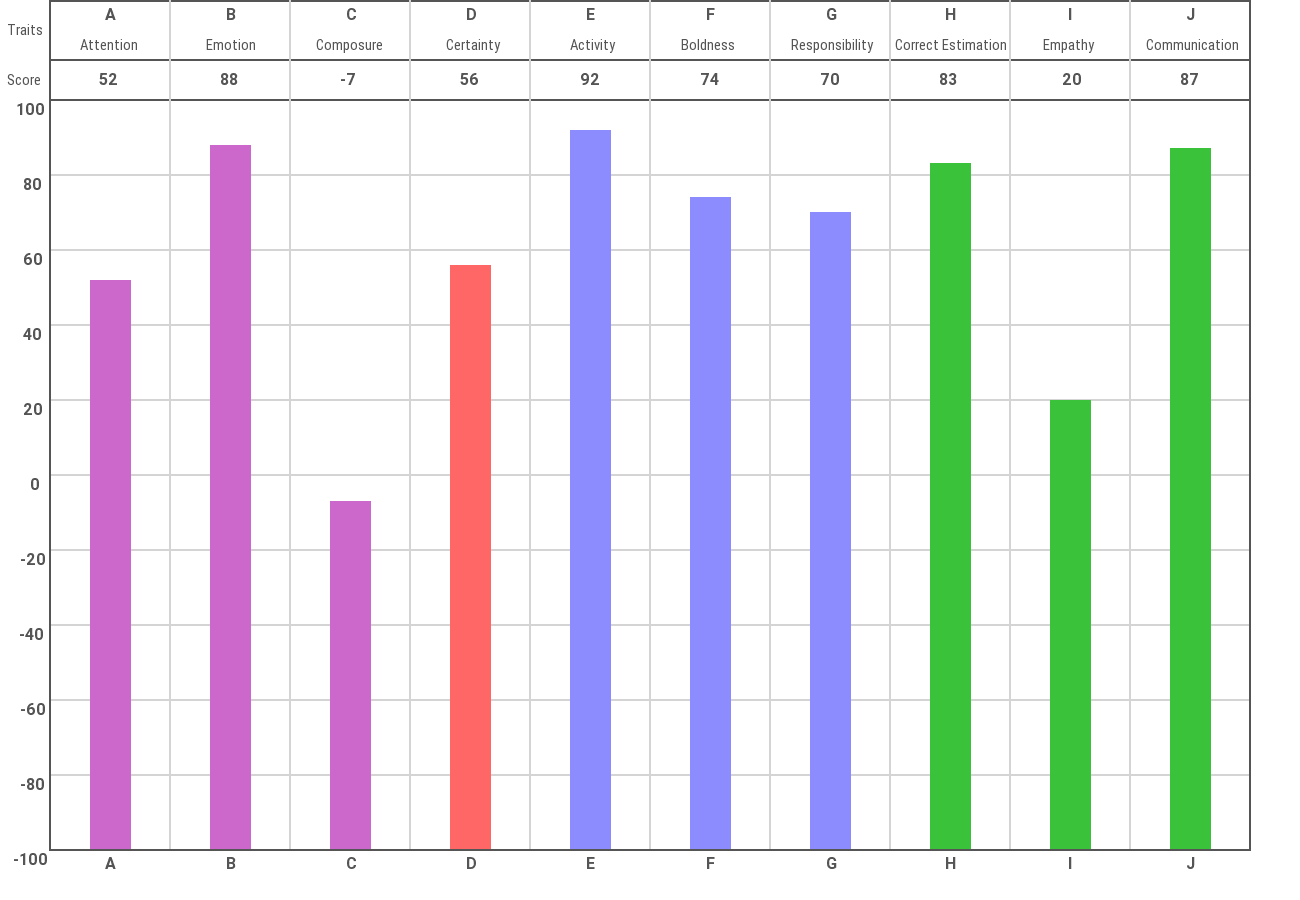 Traits A B C D E F G H I J
Attention Emotion Composure Certainty Activity Boldness Responsibility Correct Estimation Empathy Communication
Score 52 88 -7 56 92 74 70 83 20 87
100
80
60
40
20
0
-20
-40
-60
-80
-100
A B C D E F G H I J